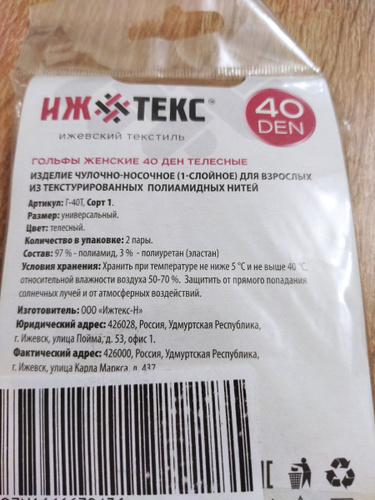 ИЖ ТЕКС®
ижевский текстиль
40
DEN
ГОЛЬФЫ ЖЕНСКИЕ 40 ДЕН ТЕЛЕСНЫЕ
ИЗДЕЛИЕ ЧУЛОЧНО-НОСОЧНОЕ (1-СЛОЙНОЕ) ДЛЯ ВЗРОСЛЫХ
ИЗ ТЕКСТУРИРОВАННЫХ ПОЛИАМИДНЫХ НИТЕЙ
Артикул: Г-40Т, Сорт 1.
Размер: универсальный.
Цвет: телесный.
Количество в упаковке: 2 пары.
Состав: 97 % - полиамид, 3 % - полиуретан (эластан)
Условия хранения: Хранить при температуре не ниже 5 °С и не выше 40 °С,
относительной влажности воздуха 50-70 %. Защитить от прямого попадания
солнечных лучей и от атмосферных воздействий.
Изготовитель: ООО «Ижтекс-Н»
Юридический адрес: 426028, Россия, Удмуртская Республика,
г. Ижевск, улица Пойма, д. 53, офис 1.
Фактический адрес: 426000, Россия, Удмуртская Республика,
г. Ижевск, улица Карла Маркса, д. 437